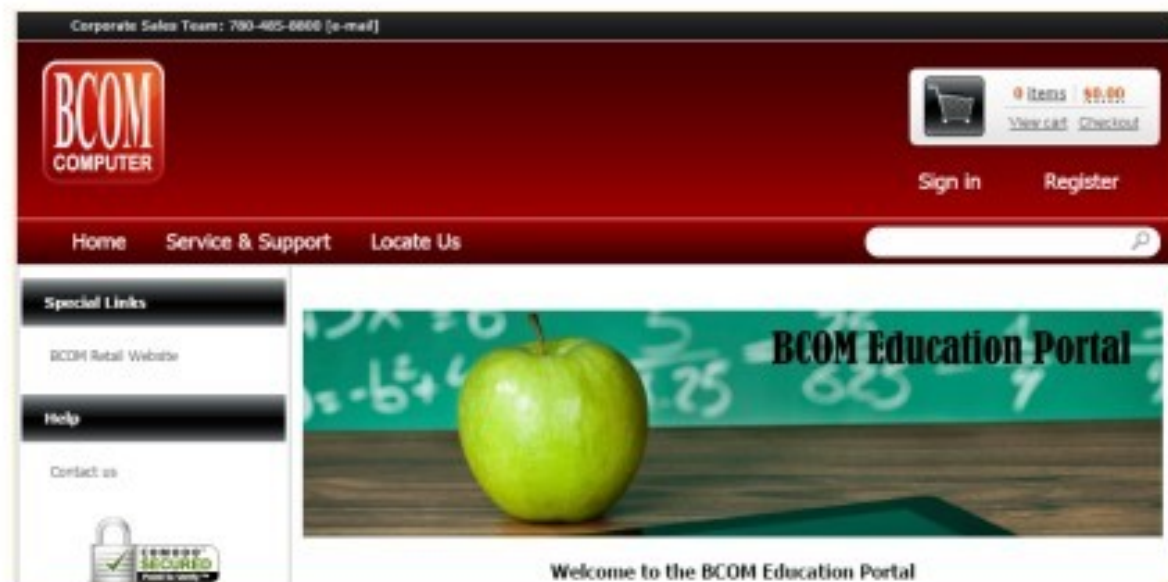 Corporate Sales Team: 780-485-8800 [e-mail]
BCOM
COMPUTER
0 items $0.00
View cart Checkout
Sign in Register
Home Service & Support Locate Us
Special Links
BCOM Retail Website
Help
Contact us
COMODO
SECURED
BCOM Education Portal
Welcome to the BCOM Education Portal